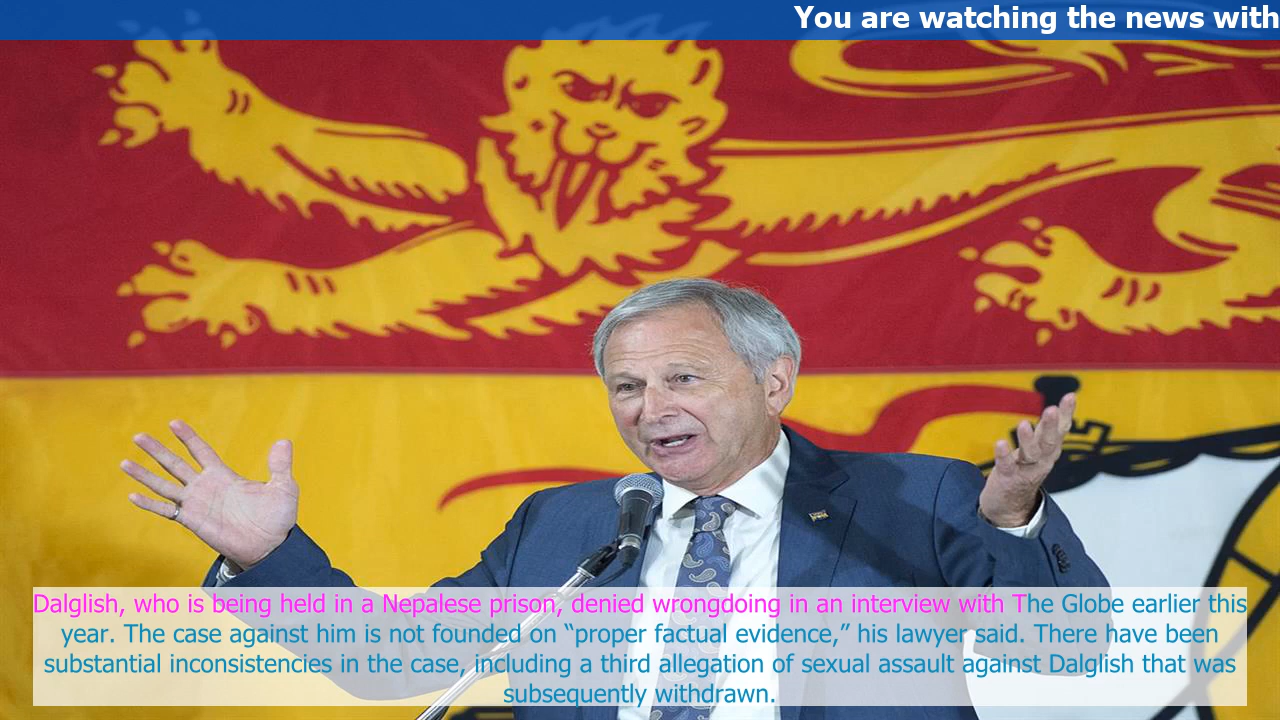 You are watching the news with
Dalglish, who is being held in a Nepalese prison, denied wrongdoing in an interview with The Globe earlier this
year. The case against him is not founded on “proper factual evidence,” his lawyer said. There have been
substantial inconsistencies in the case, including a third allegation of sexual assault against Dalglish that was
subsequently withdrawn.